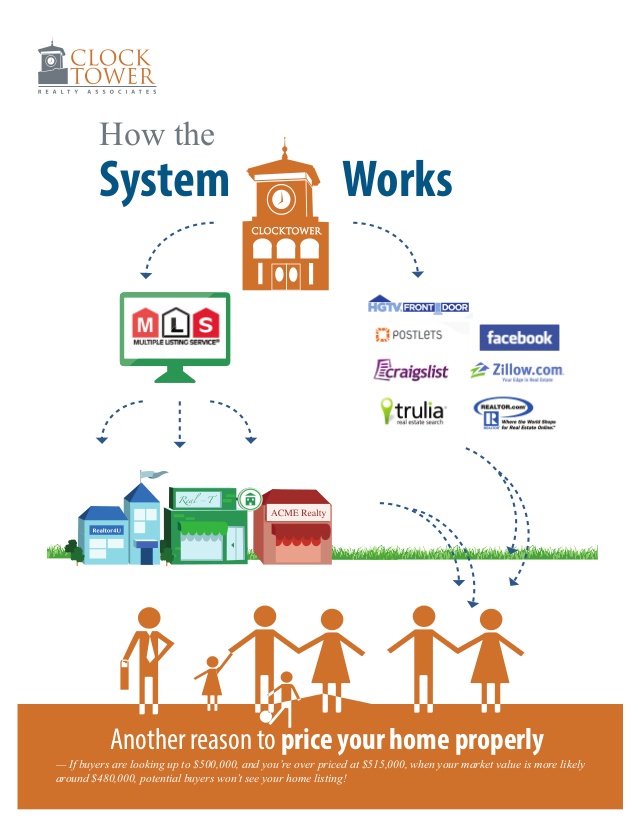 CLOCK
TOWER
REALTY ASSOCIATES
How the
System Works
CLOCKTOWER
MLS
MULTIPLE LISTING SERVICE®
HGTV FRONT DOOR
POSTLETS
facebook
craigslist
Zillow.com
Your Edge in Real Estate
trulia
real estate search
REALTOR.com
Where the World Shops
for Real Estate Online.
REALTOR
Realtor4U
Real-T
ACME Realty
Another reason to price your home properly
— If buyers are looking up to $500,000, and you're over priced at $515,000, when your market value is more likely
around $480,000, potential buyers won't see your home listing!